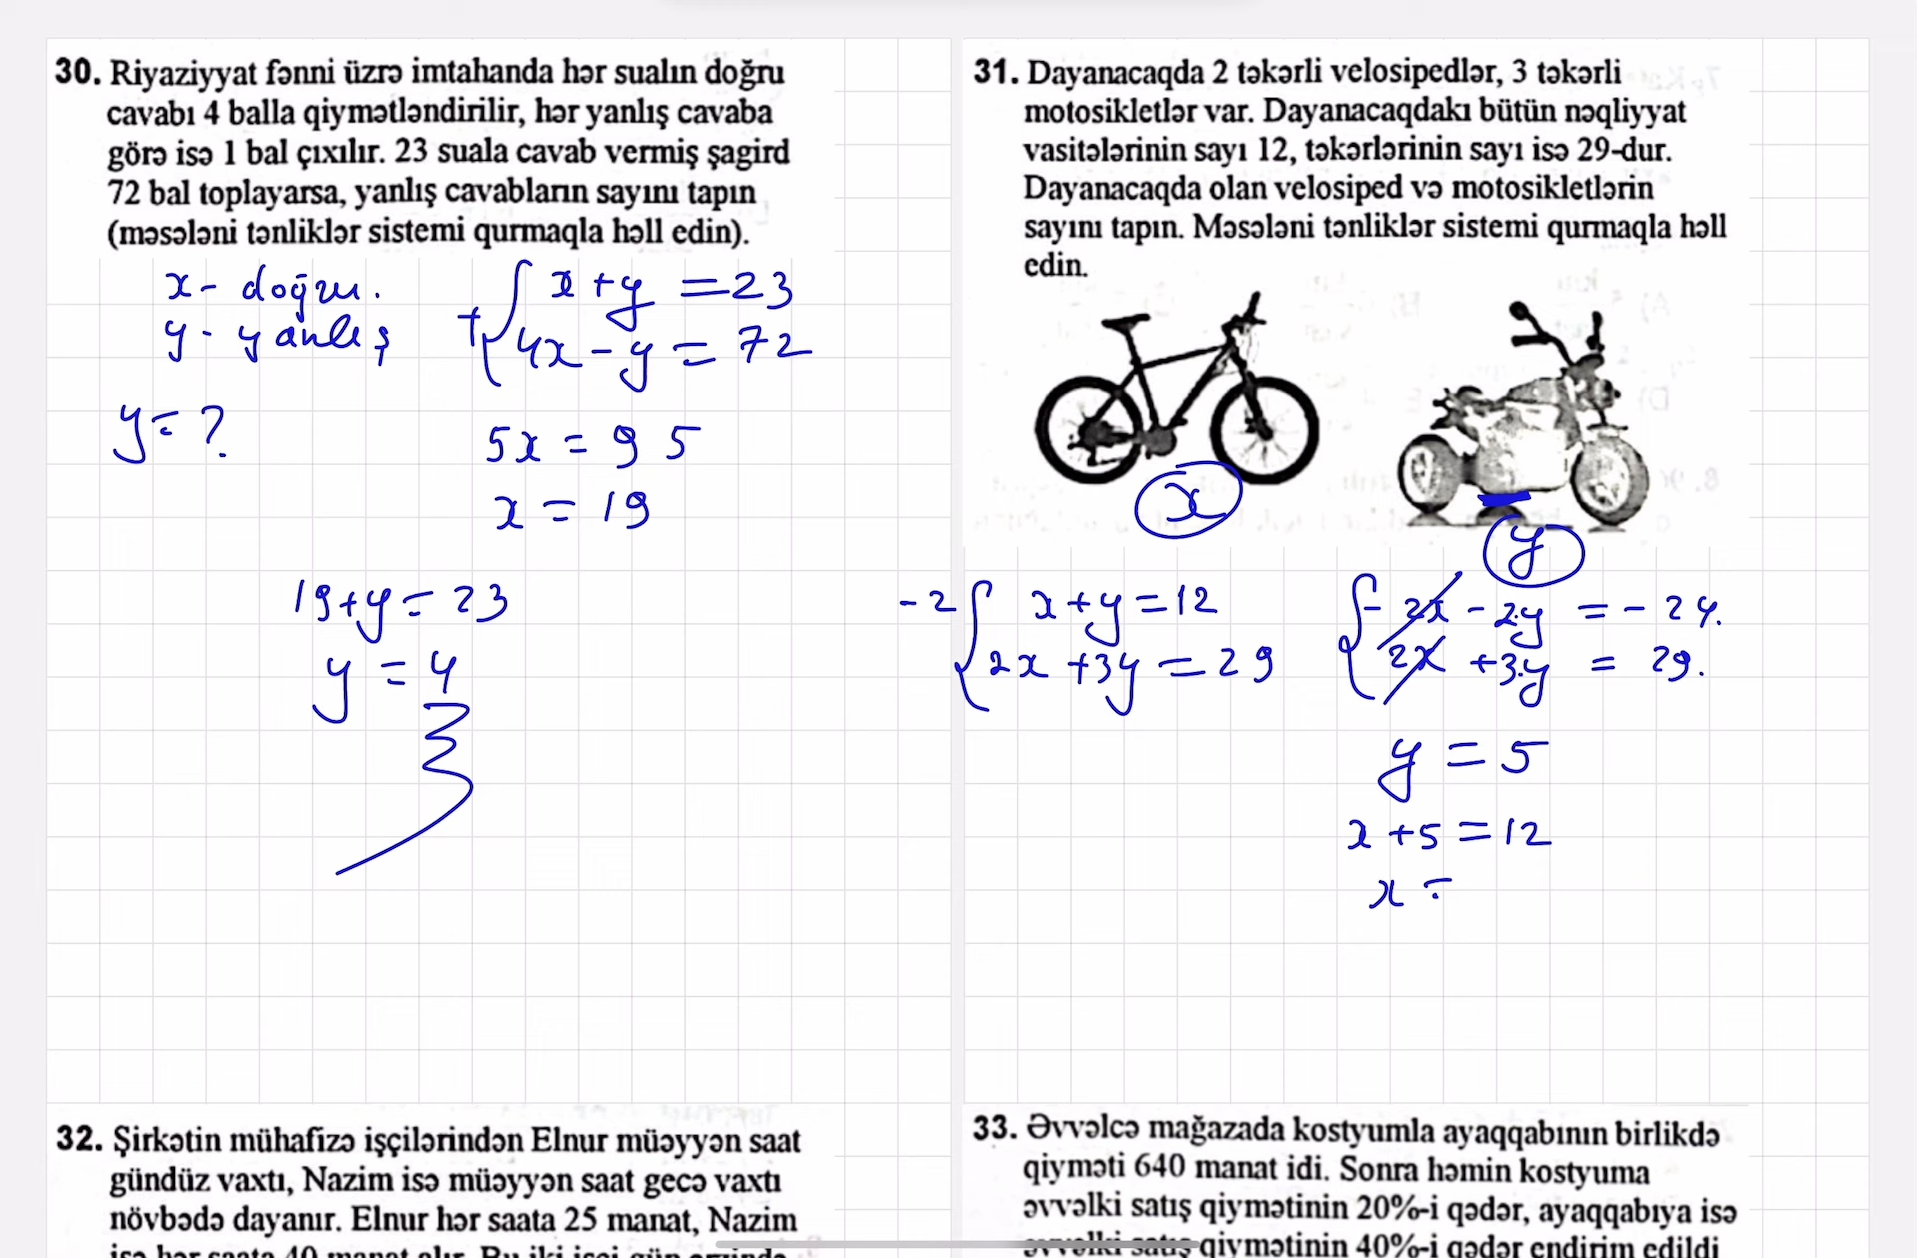 30. Riyaziyyat fənni üzrə imtahanda hər sualın doğru
cavabı 4 balla qiymətləndirilir, hər yanlış cavaba
görə isə 1 bal çıxılır. 23 suala cavab vermiş şagird
72 bal toplayarsa, yanlış cavabların sayını tapın
(məsələni tənliklər sistemi qurmaqla həll edin).
x - doğru.
y - yanlış
y = ?
+ { x + y = 23
4x - y = 72
5x = 95
x = 19
19 + y = 23
y = 4
31. Dayanacaqda 2 təkərli velosipedlər, 3 təkərli
motosikletlər var. Dayanacaqdakı bütün nəqliyyat
vasitələrinin sayı 12, təkərlərinin sayı isə 29-dur.
Dayanacaqda olan velosiped və motosikletlərin
sayını tapın. Məsələni tənliklər sistemi qurmaqla həll
edin.
x
y
-2 { x + y = 12
2x + 3y = 29
{ - 2x - 2y = - 24.
2x + 3y = 29.
y = 5
x + 5 = 12
x =
32. Şirkətin mühafizə işçilərindən Elnur müəyyən saat
gündüz vaxtı, Nazim isə müəyyən saat gecə vaxtı
növbədə dayanır. Elnur hər saata 25 manat, Nazim
33. Əvvəlcə mağazada kostyumla ayaqqabının birlikdə
qiyməti 640 manat idi. Sonra həmin kostyuma
əvvəlki satış qiymətinin 20%-i qədər, ayaqqabıya isə
əvvəlki satış qiymətinin 40%-i qədər endirim edildi